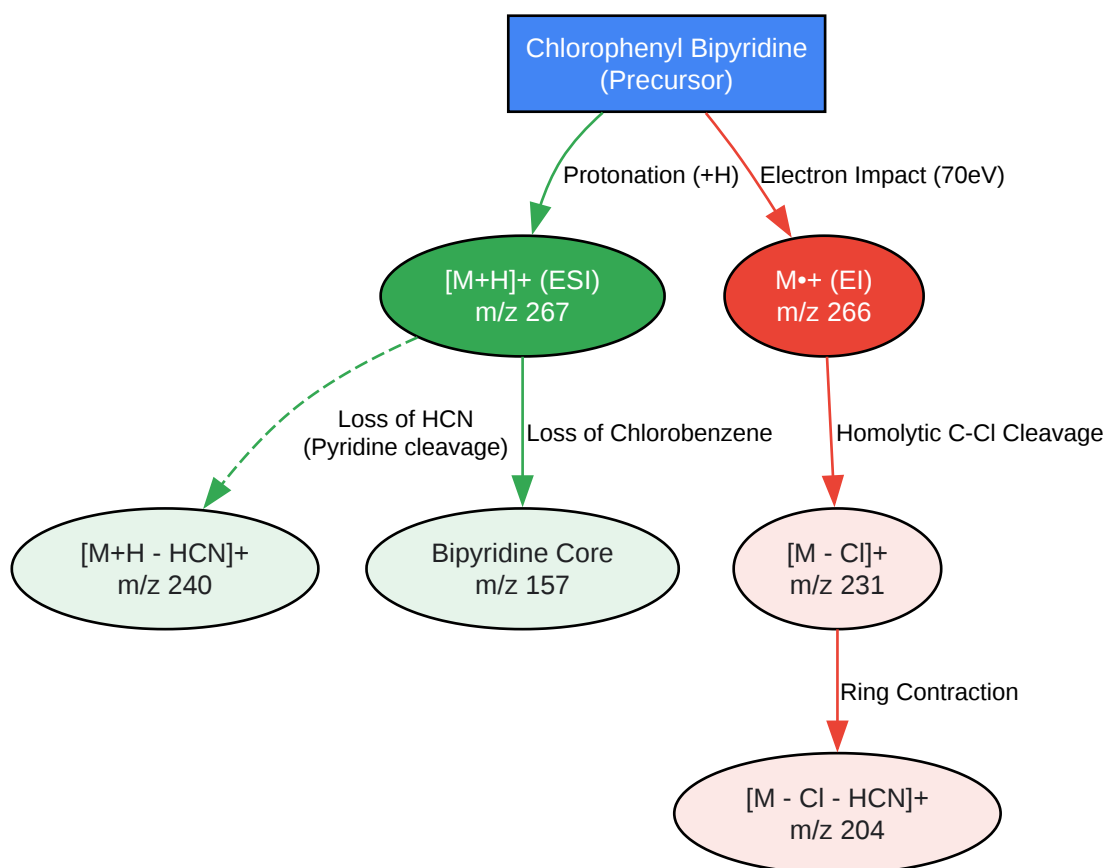 Chlorophenyl Bipyridine
(Precursor)
Protonation (+H)
Electron Impact (70eV)
[M+H]+ (ESI)
m/z 267
M•+ (EI)
m/z 266
Loss of HCN
(Pyridine cleavage)
Loss of Chlorobenzene
Homolytic C-Cl Cleavage
[M+H - HCN]+
m/z 240
Bipyridine Core
m/z 157
[M - Cl]+
m/z 231
Ring Contraction
[M - Cl - HCN]+
m/z 204